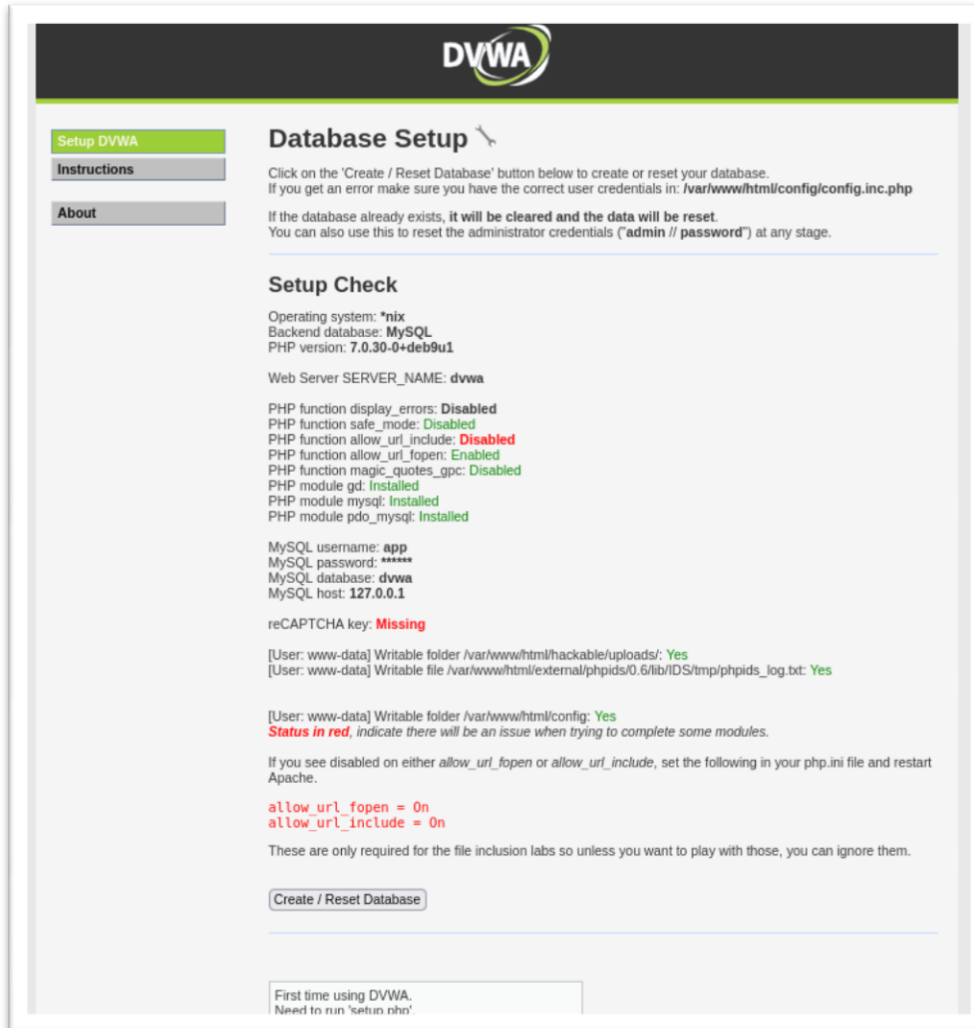 DVWA
Setup DVWA
Instructions
About
Database Setup
Click on the 'Create / Reset Database' button below to create or reset your database.
If you get an error make sure you have the correct user credentials in: /var/www/html/config/config.inc.php
If the database already exists, it will be cleared and the data will be reset.
You can also use this to reset the administrator credentials ("admin // password") at any stage.
Setup Check
Operating system: *nix
Backend database: MySQL
PHP version: 7.0.30-0+deb9u1
Web Server SERVER_NAME: dvwa
PHP function display_errors: Disabled
PHP function safe_mode: Disabled
PHP function allow_url_include: Disabled
PHP function allow_url_fopen: Enabled
PHP function magic_quotes_gpc: Disabled
PHP module gd: Installed
PHP module mysql: Installed
PHP module pdo_mysql: Installed
MySQL username: app
MySQL password: ******
MySQL database: dvwa
MySQL host: 127.0.0.1
reCAPTCHA key: Missing
[User: www-data] Writable folder /var/www/html/hackable/uploads/: Yes
[User: www-data] Writable file /var/www/html/external/phpids/0.6/lib/IDS/tmp/phpids_log.txt: Yes
[User: www-data] Writable folder /var/www/html/config: Yes
Status in red, indicate there will be an issue when trying to complete some modules.
If you see disabled on either allow_url_fopen or allow_url_include, set the following in your php.ini file and restart
Apache.
allow_url_fopen = On
allow_url_include = On
These are only required for the file inclusion labs so unless you want to play with those, you can ignore them.
Create / Reset Database
First time using DVWA.
Need to run 'setup.php'.